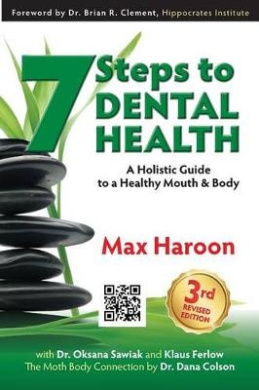 Foreword by Dr. Brian R. Clement, Hippocrates Institute
7 Steps to
DENTAL
HEALTH
A Holistic Guide
to a Healthy Mouth & Body
Max Haroon
3rd
REVISED
EDITION
with Dr. Oksana Sawiak and Klaus Ferlow
The Moth Body Connection by Dr. Dana Colson